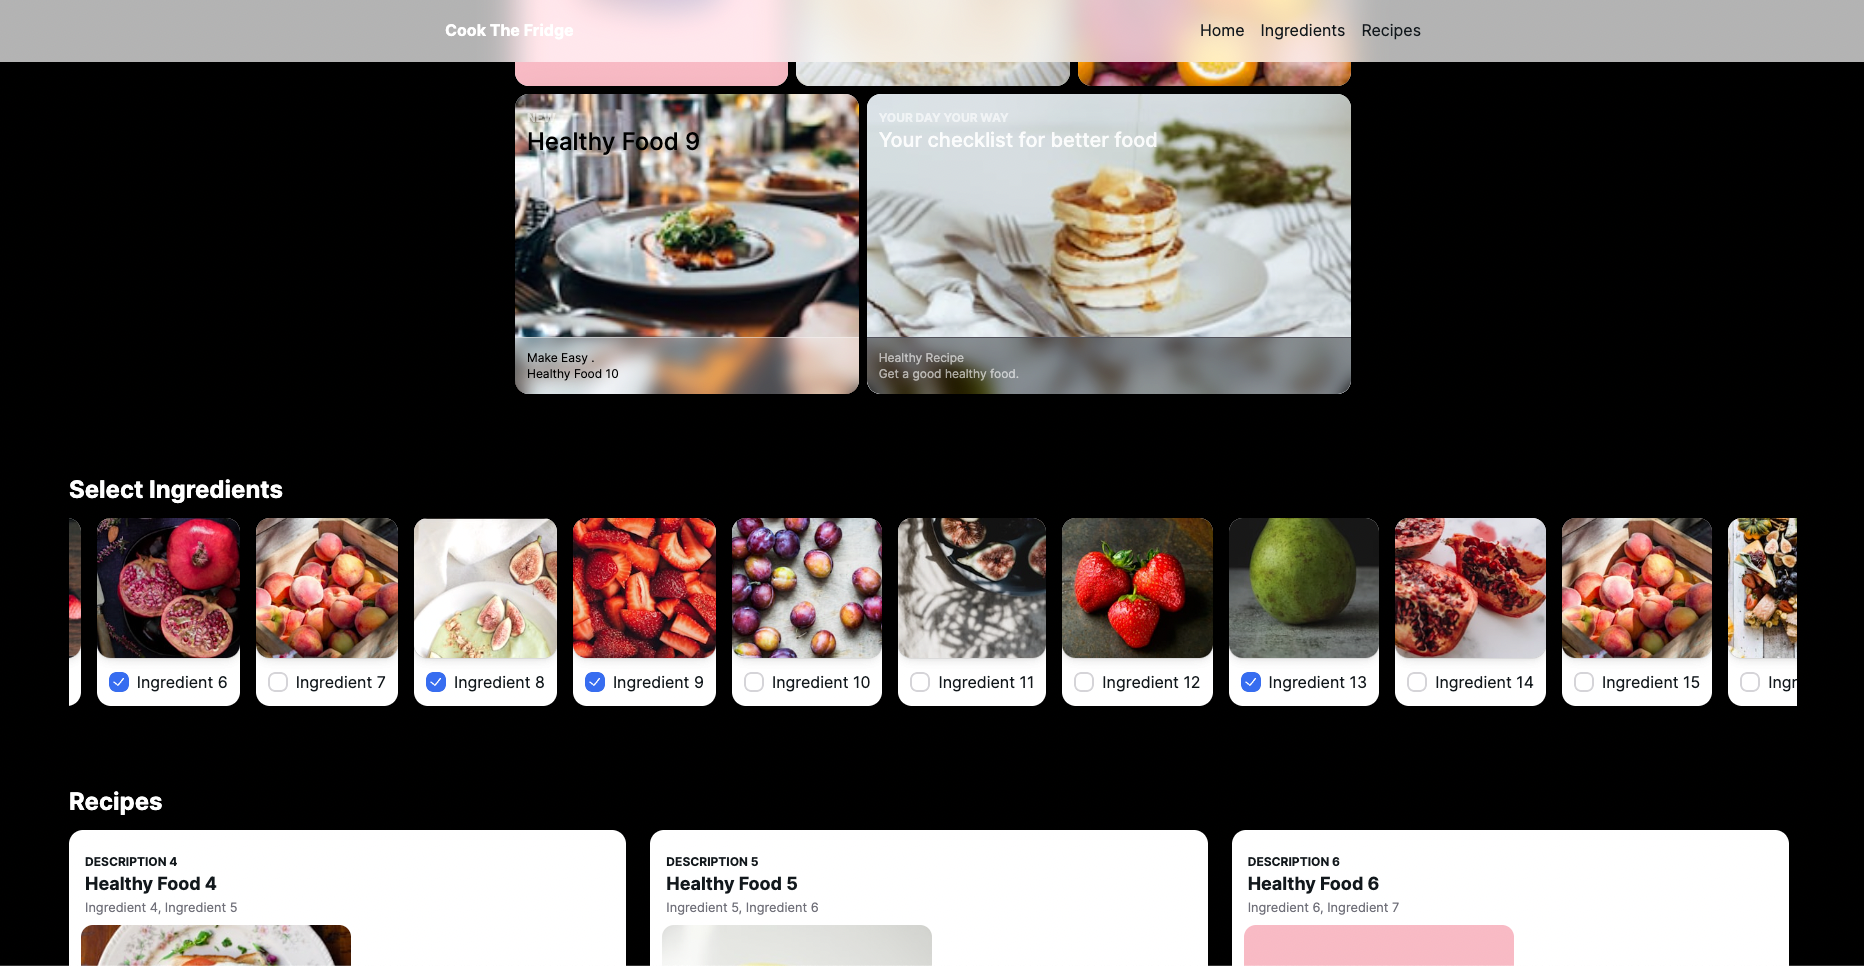 Cook The Fridge
Home Ingredients Recipes
NEW
Healthy Food 9
YOUR DAY YOUR WAY
Your checklist for better food
Make Easy .
Healthy Food 10
Healthy Recipe
Get a good healthy food.
Select Ingredients
Ingredient 6
Ingredient 7
Ingredient 8
Ingredient 9
Ingredient 10
Ingredient 11
Ingredient 12
Ingredient 13
Ingredient 14
Ingredient 15
Recipes
DESCRIPTION 4
Healthy Food 4
Ingredient 4, Ingredient 5
DESCRIPTION 5
Healthy Food 5
Ingredient 5, Ingredient 6
DESCRIPTION 6
Healthy Food 6
Ingredient 6, Ingredient 7